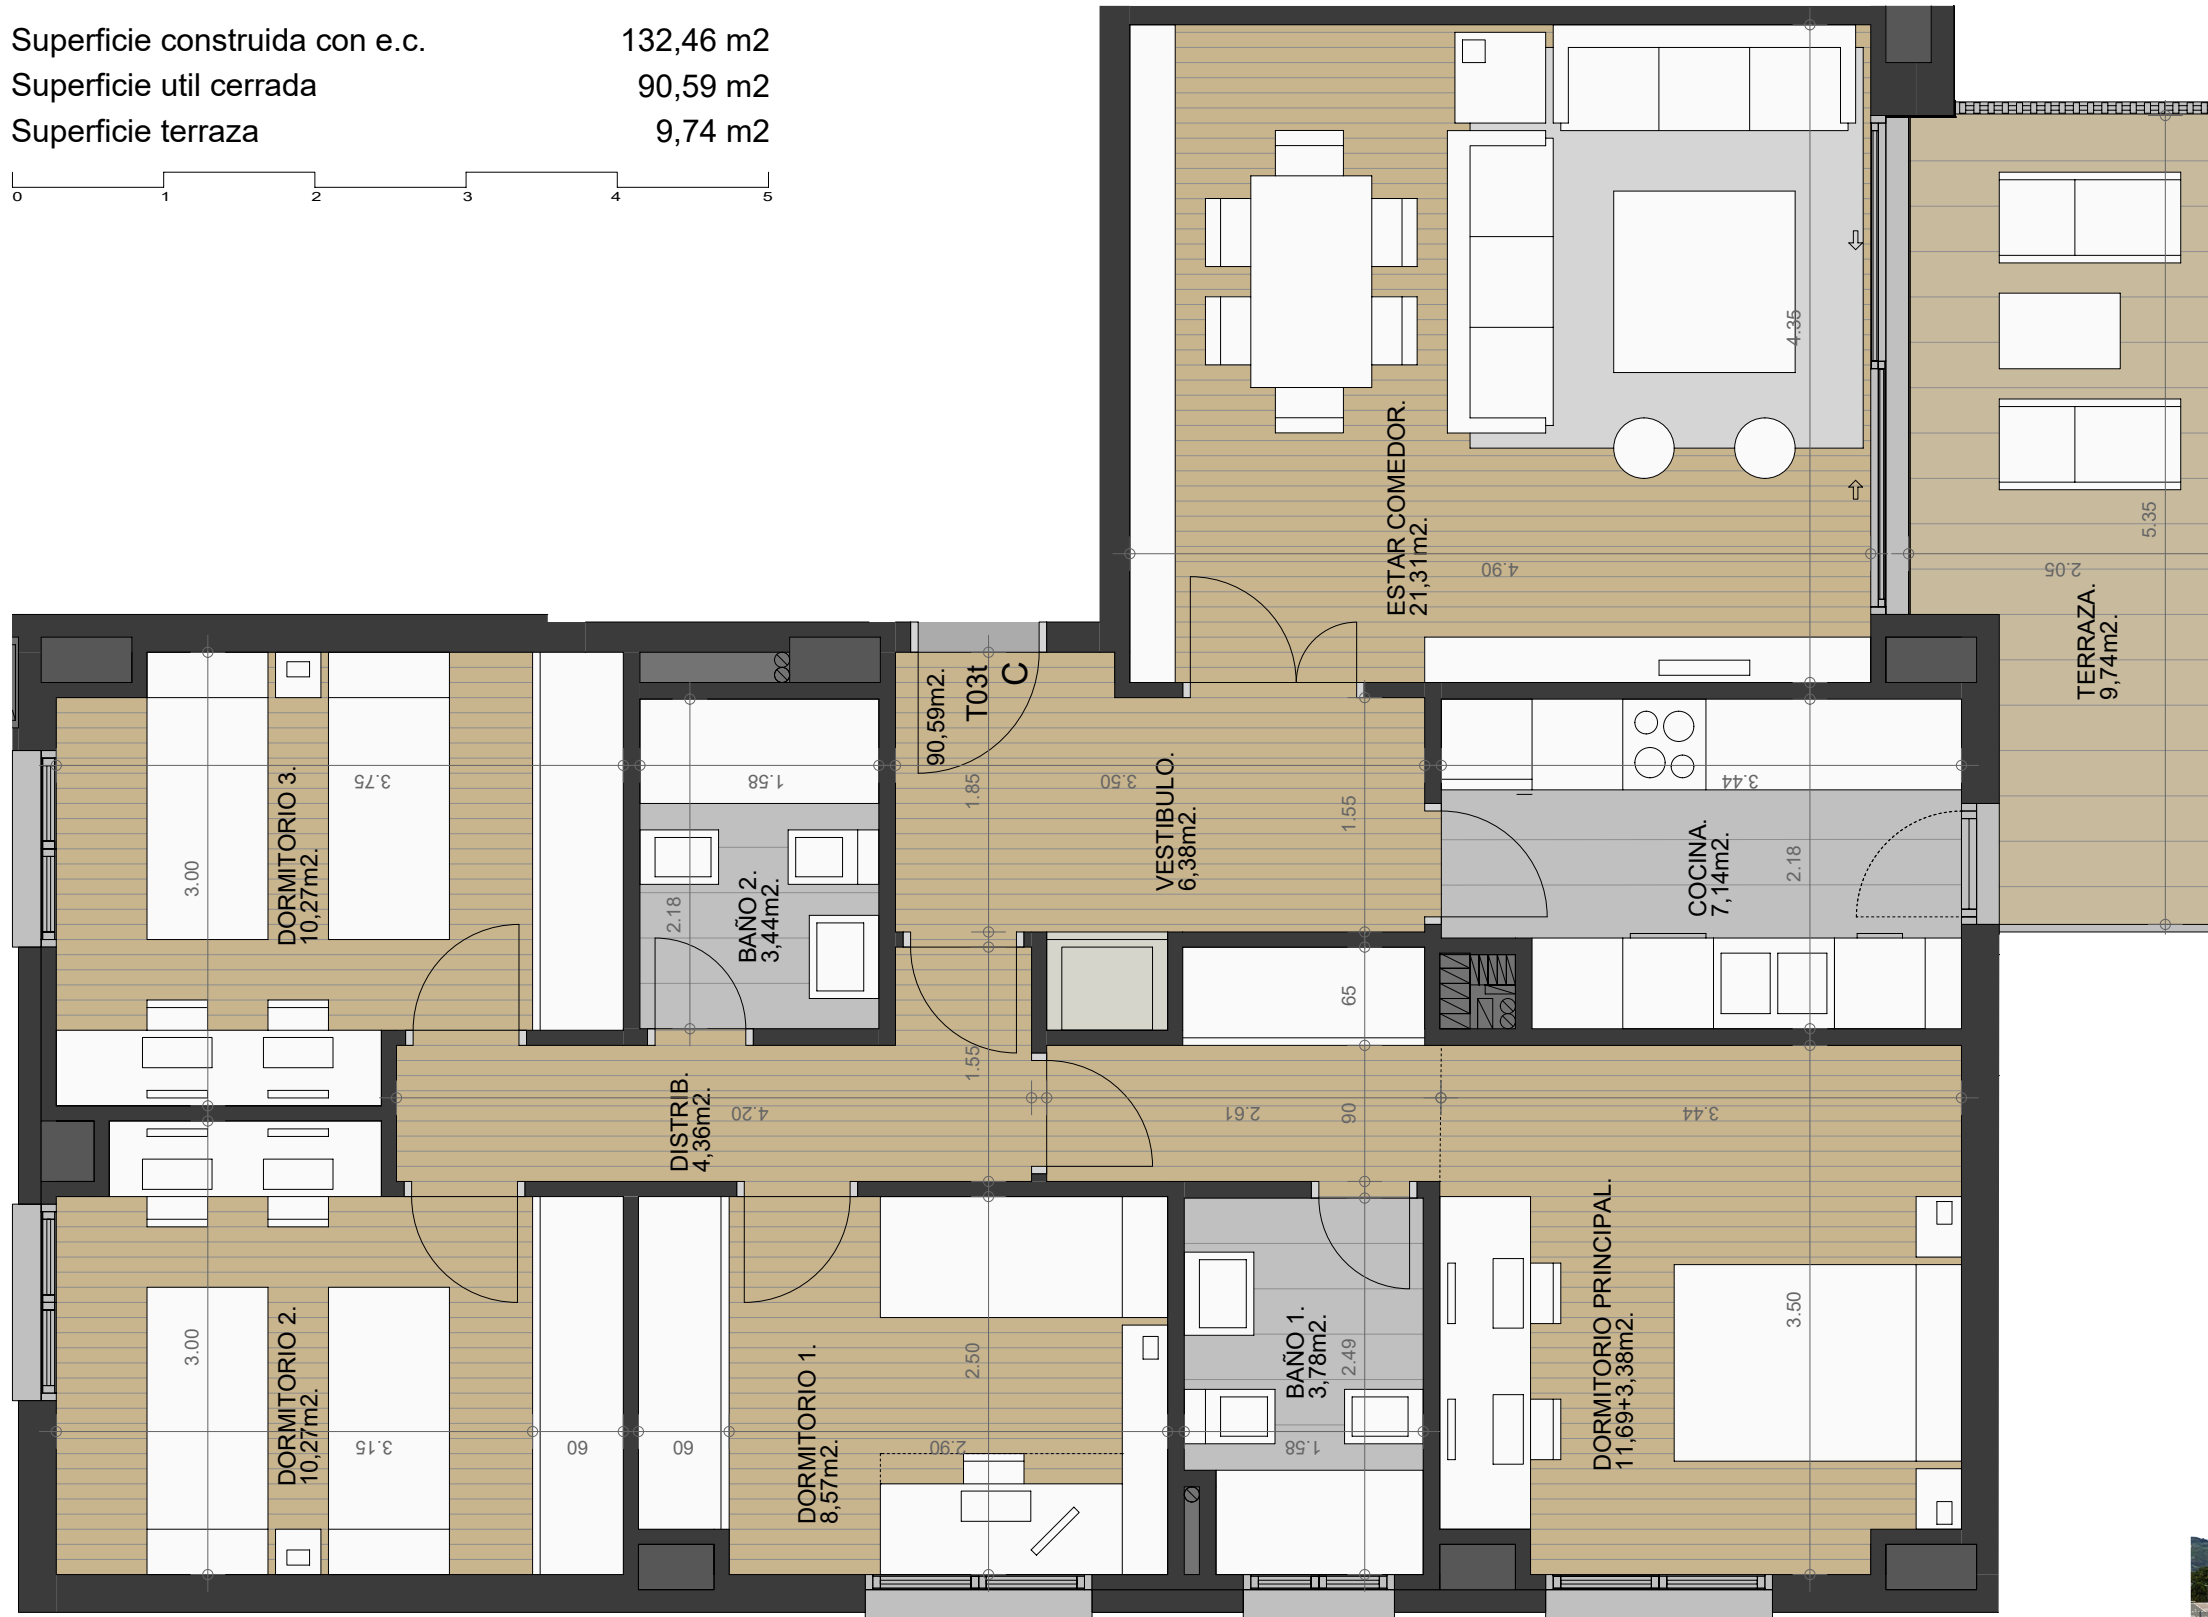 Superficie construida con e.c. 132,46 m2
Superficie util cerrada 90,59 m2
Superficie terraza 9,74 m2
0 1 2 3 4 5
ESTAR COMEDOR.
21,31m2.
4.35
4.90
TERRAZA.
9,74m2.
5.35
2.05
90,59m2.
T03t
C
VESTIBULO.
6,38m2.
1.85
3.50
1.55
COCINA.
7,14m2.
3.44
2.18
DORMITORIO 3.
10,27m2.
3.75
3.00
BAÑO 2.
3,44m2.
1.58
2.18
65
DISTRIB.
4,36m2.
4.20
1.55
2.61
90
3.44
DORMITORIO 2.
10,27m2.
3.00
3.15
60
60
DORMITORIO 1.
8,57m2.
2.50
2.90
BAÑO 1.
3,78m2.
2.49
1.58
DORMITORIO PRINCIPAL.
11,69+3,38m2.
3.50